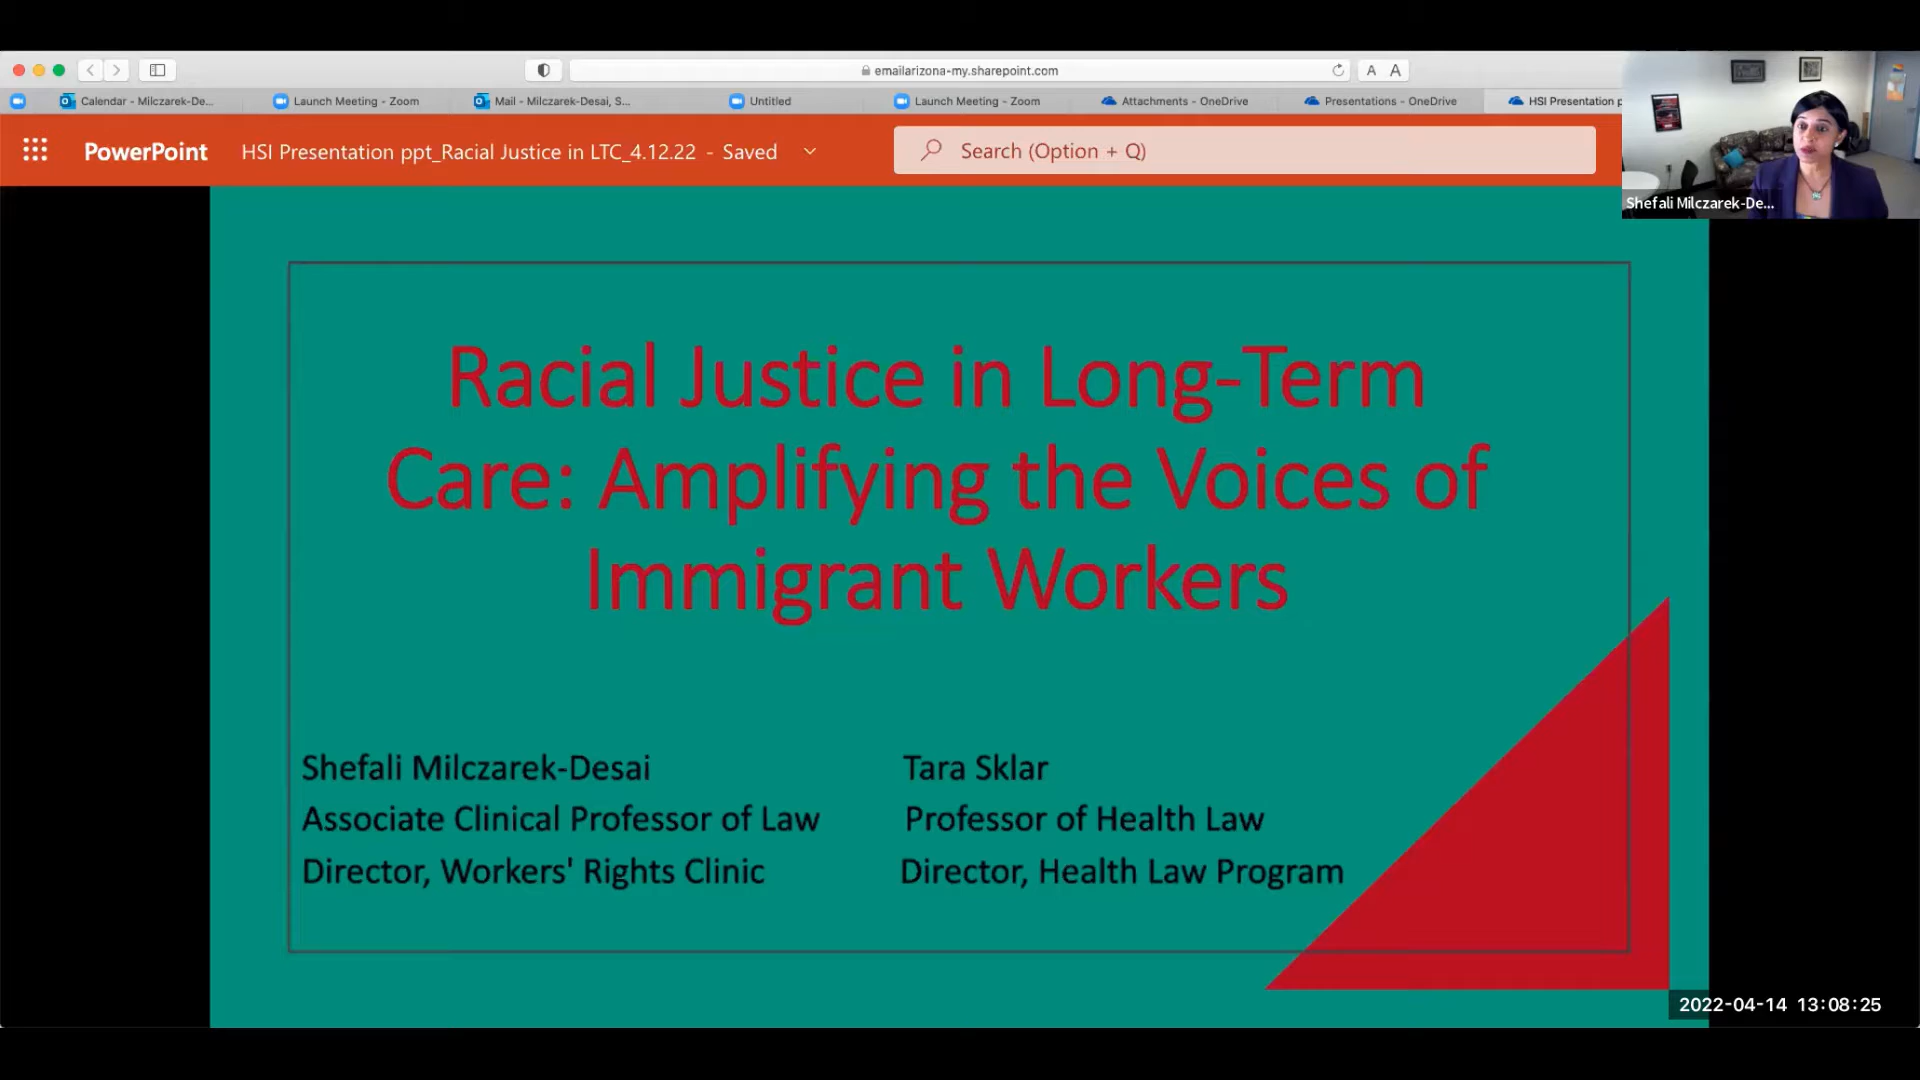 emailarizona-my.sharepoint.com
A A
Calendar - Milczarek-De...
Launch Meeting - Zoom
Mail - Milczarek-Desai, S...
Untitled
Launch Meeting - Zoom
Attachments - OneDrive
Presentations - OneDrive
HSI Presentation p
PowerPoint
HSI Presentation ppt_Racial Justice in LTC_4.12.22 - Saved
Search (Option + Q)
Shefali Milczarek-De...
Racial Justice in Long-Term
Care: Amplifying the Voices of
Immigrant Workers
Shefali Milczarek-Desai
Associate Clinical Professor of Law
Director, Workers' Rights Clinic
Tara Sklar
Professor of Health Law
Director, Health Law Program
2022-04-14 13:08:25